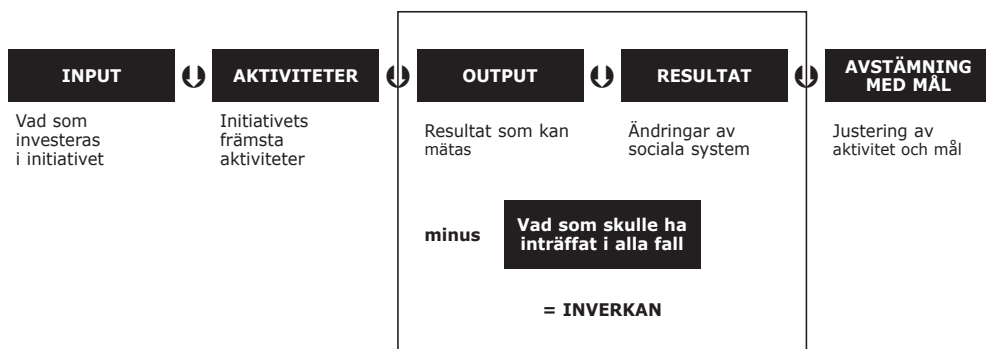 INPUT
AKTIVITETER
OUTPUT
RESULTAT
AVSTÄMNING
MED MÅL
Vad som
investeras
i initiativet
Initiativets
främsta
aktiviteter
Resultat som kan
mätas
Ändringar av
sociala system
Justering av
aktivitet och mål
minus
Vad som skulle ha
inträffat i alla fall
= INVERKAN